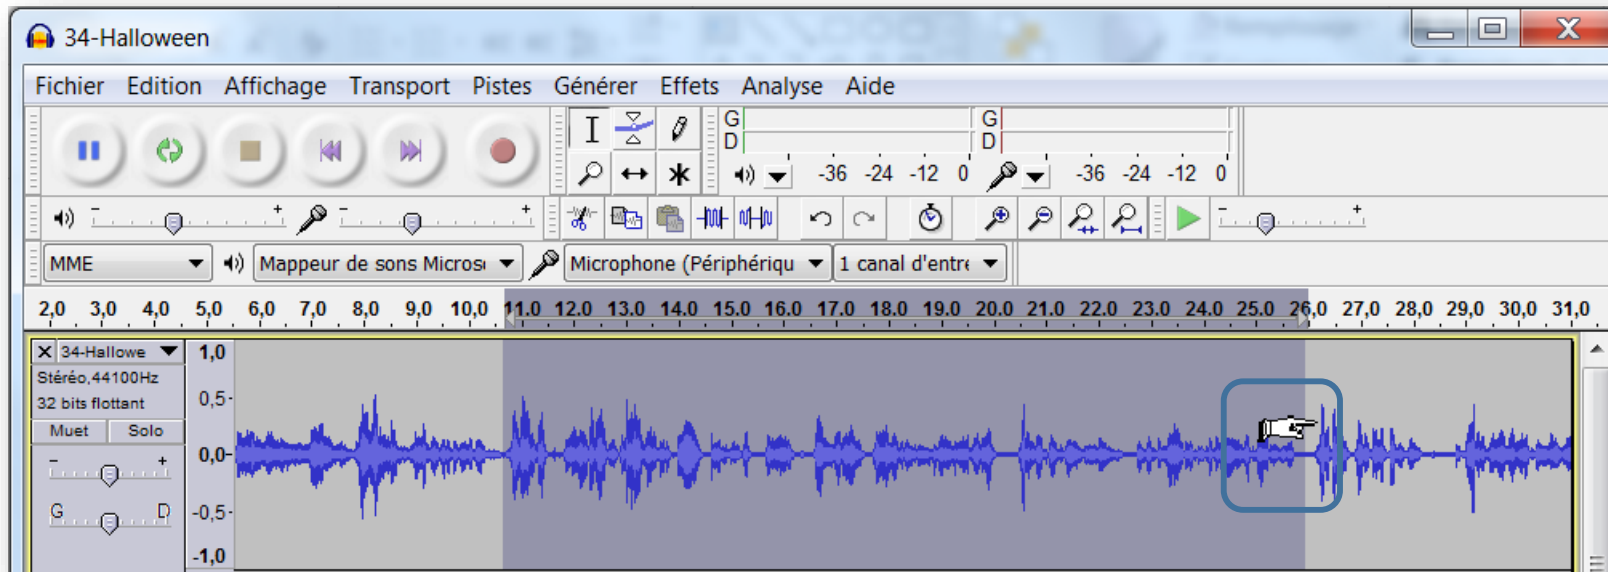 34-Halloween
Fichier Edition Affichage Transport Pistes Générer Effets Analyse Aide
G G
D D
-36 -24 -12 0 -36 -24 -12 0
- + - +
- +
MME Mappeur de sons Micros Microphone (Périphériqu 1 canal d'entre
2,0 3,0 4,0 5,0 6,0 7,0 8,0 9,0 10,0 11.0 12.0 13.0 14.0 15.0 16.0 17.0 18.0 19.0 20.0 21.0 22.0 23.0 24.0 25.0 26,0 27,0 28,0 29,0 30,0 31,0
X 34-Hallowe 1,0
Stéréo,44100Hz
32 bits flottant 0,5-
Muet Solo
- + 0,0-
G D -0,5-
-1,0